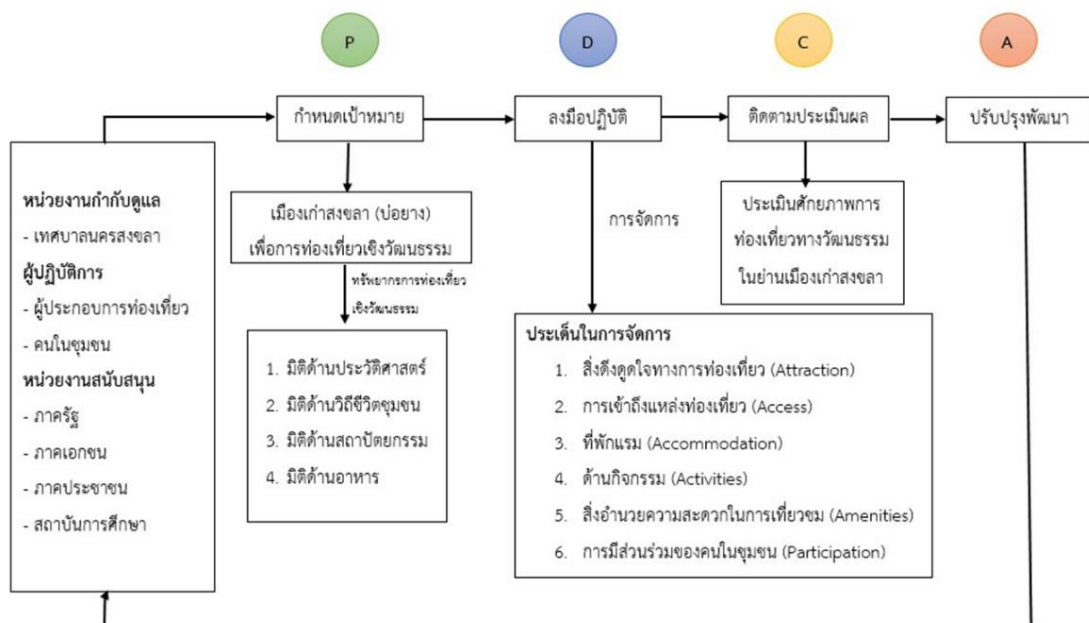 P
D
C
A
กำหนดเป้าหมาย
ลงมือปฏิบัติ
ติดตามประเมินผล
ปรับปรุงพัฒนา
หน่วยงานกำกับดูแล
- เทศบาลนครสงขลา
ผู้ปฏิบัติการ
- ผู้ประกอบการท่องเที่ยว
- คนในชุมชน
หน่วยงานสนับสนุน
- ภาครัฐ
- ภาคเอกชน
- ภาคประชาชน
- สถาบันการศึกษา
เมืองเก่าสงขลา (บ่อยาง)
เพื่อการท่องเที่ยวเชิงวัฒนธรรม
ทรัพยากรการท่องเที่ยว
เชิงวัฒนธรรม
1. มิติด้านประวัติศาสตร์
2. มิติด้านวิถีชีวิตชุมชน
3. มิติด้านสถาปัตยกรรม
4. มิติด้านอาหาร
การจัดการ
ประเด็นในการจัดการ
1. สิ่งดึงดูดใจทางการท่องเที่ยว (Attraction)
2. การเข้าถึงแหล่งท่องเที่ยว (Access)
3. ที่พักแรม (Accommodation)
4. ด้านกิจกรรม (Activities)
5. สิ่งอำนวยความสะดวกในการเที่ยวชม (Amenities)
6. การมีส่วนร่วมของคนในชุมชน (Participation)
ประเมินศักยภาพการ
ท่องเที่ยวทางวัฒนธรรม
ในย่านเมืองเก่าสงขลา